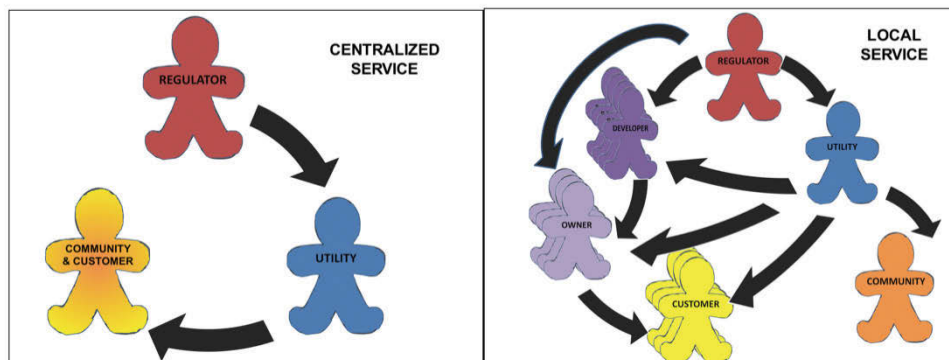 CENTRALIZED
SERVICE
REGULATOR
COMMUNITY
& CUSTOMER
UTILITY
LOCAL
SERVICE
REGULATOR
DEVELOPER
UTILITY
OWNER
CUSTOMER
COMMUNITY